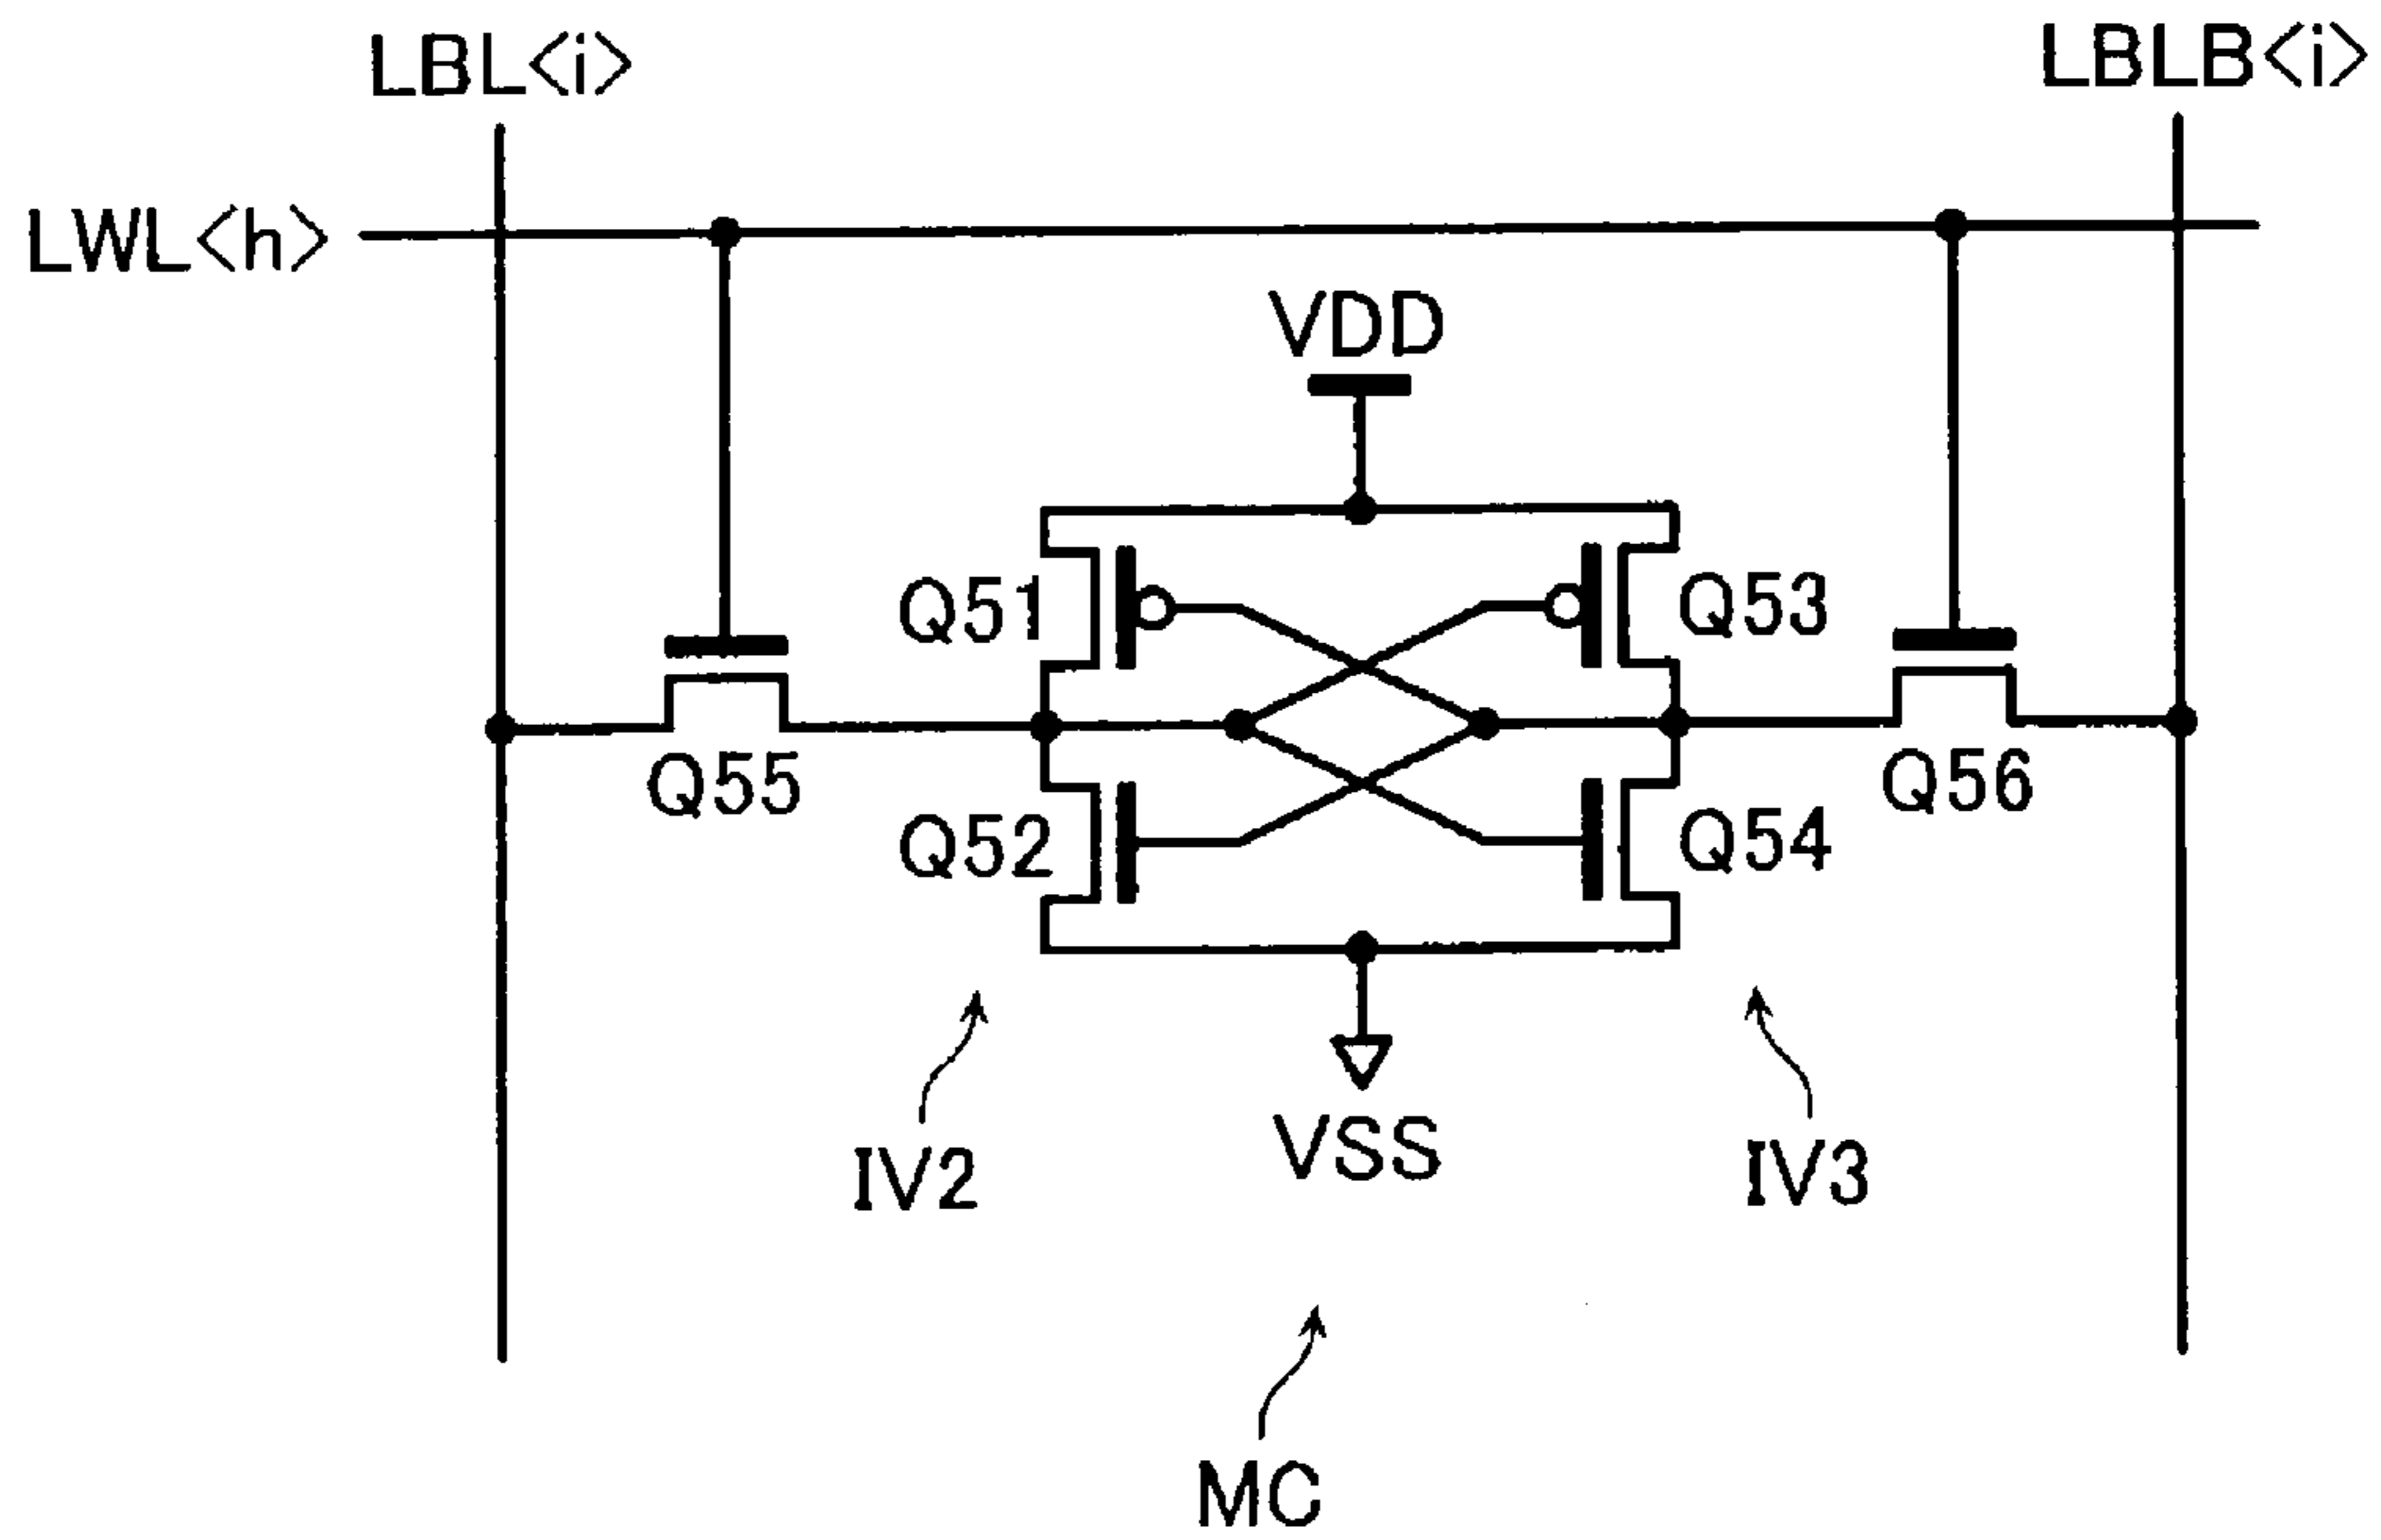 LBL<i>
LBLB<i>
LWL<h>
VDD
Q51
Q53
Q55
Q56
Q52
Q54
IV2
VSS
IV3
MC